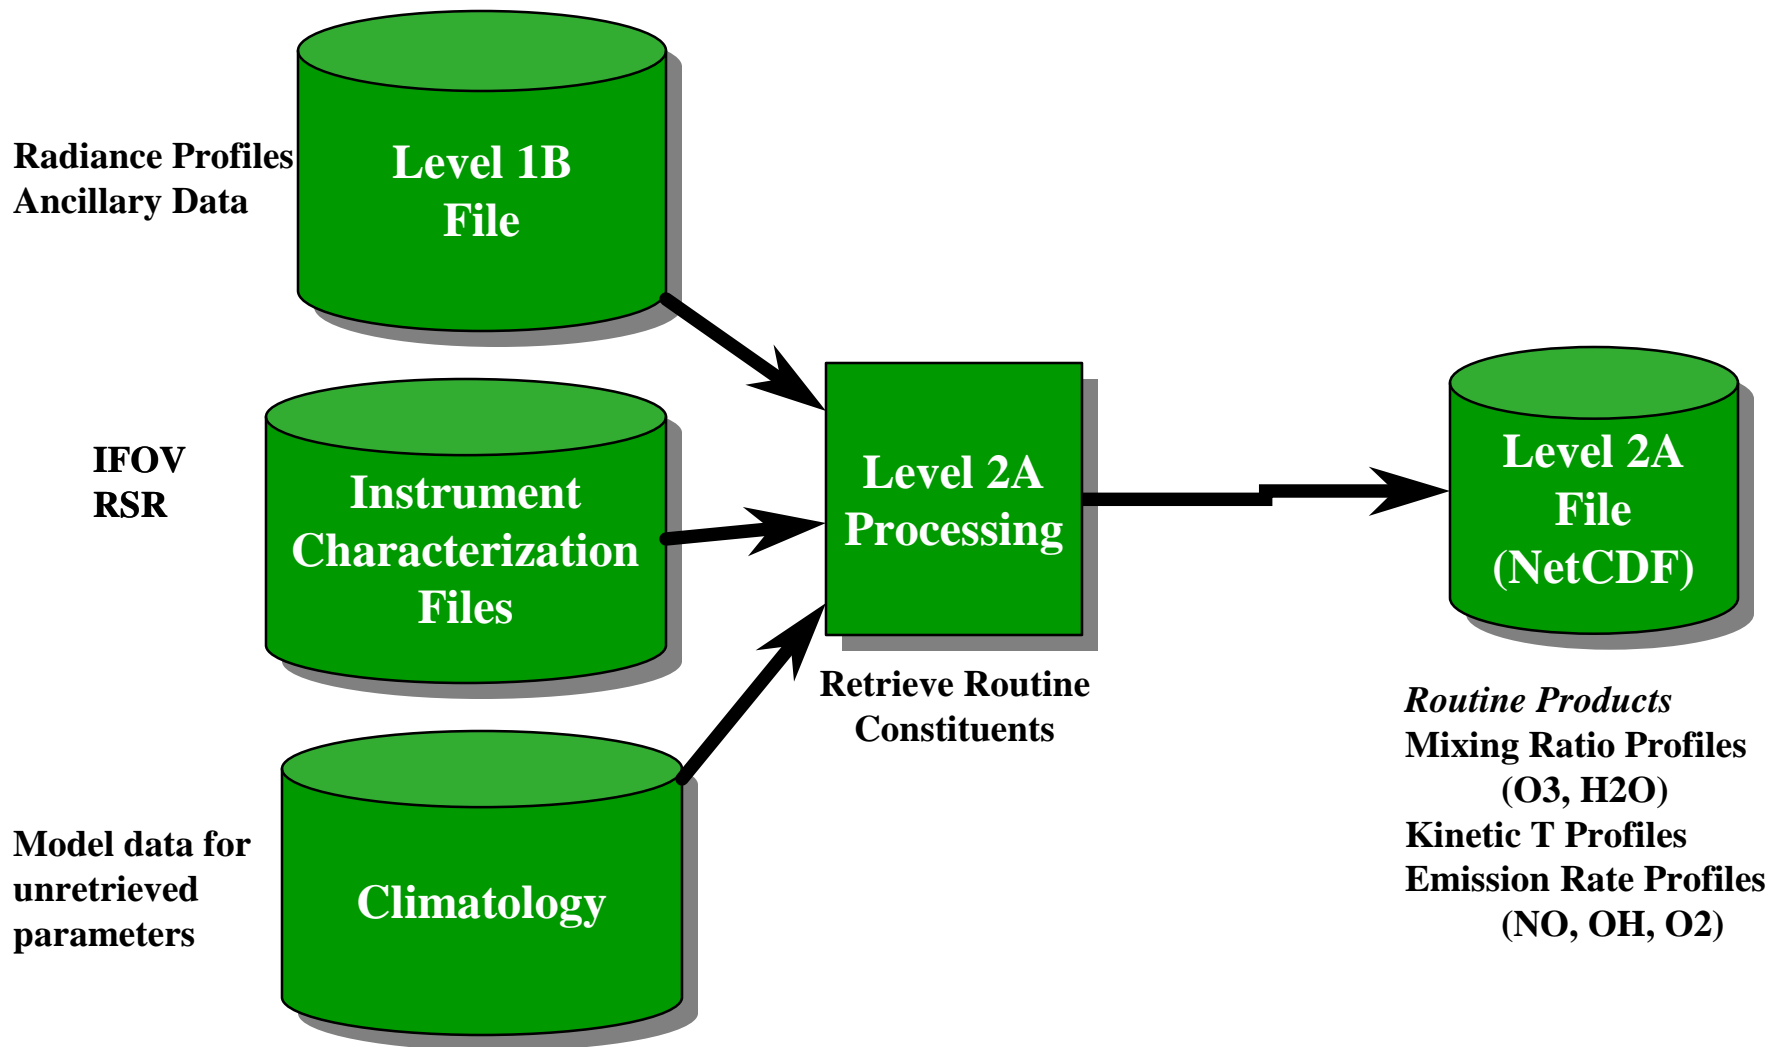 Radiance Profiles
Ancillary Data
Level 1B
File
IFOV
RSR
Instrument
Characterization
Files
Model data for
unretrieved
parameters
Climatology
Level 2A
Processing
Retrieve Routine
Constituents
Level 2A
File
(NetCDF)
Routine Products
Mixing Ratio Profiles
(O3, H2O)
Kinetic T Profiles
Emission Rate Profiles
(NO, OH, O2)